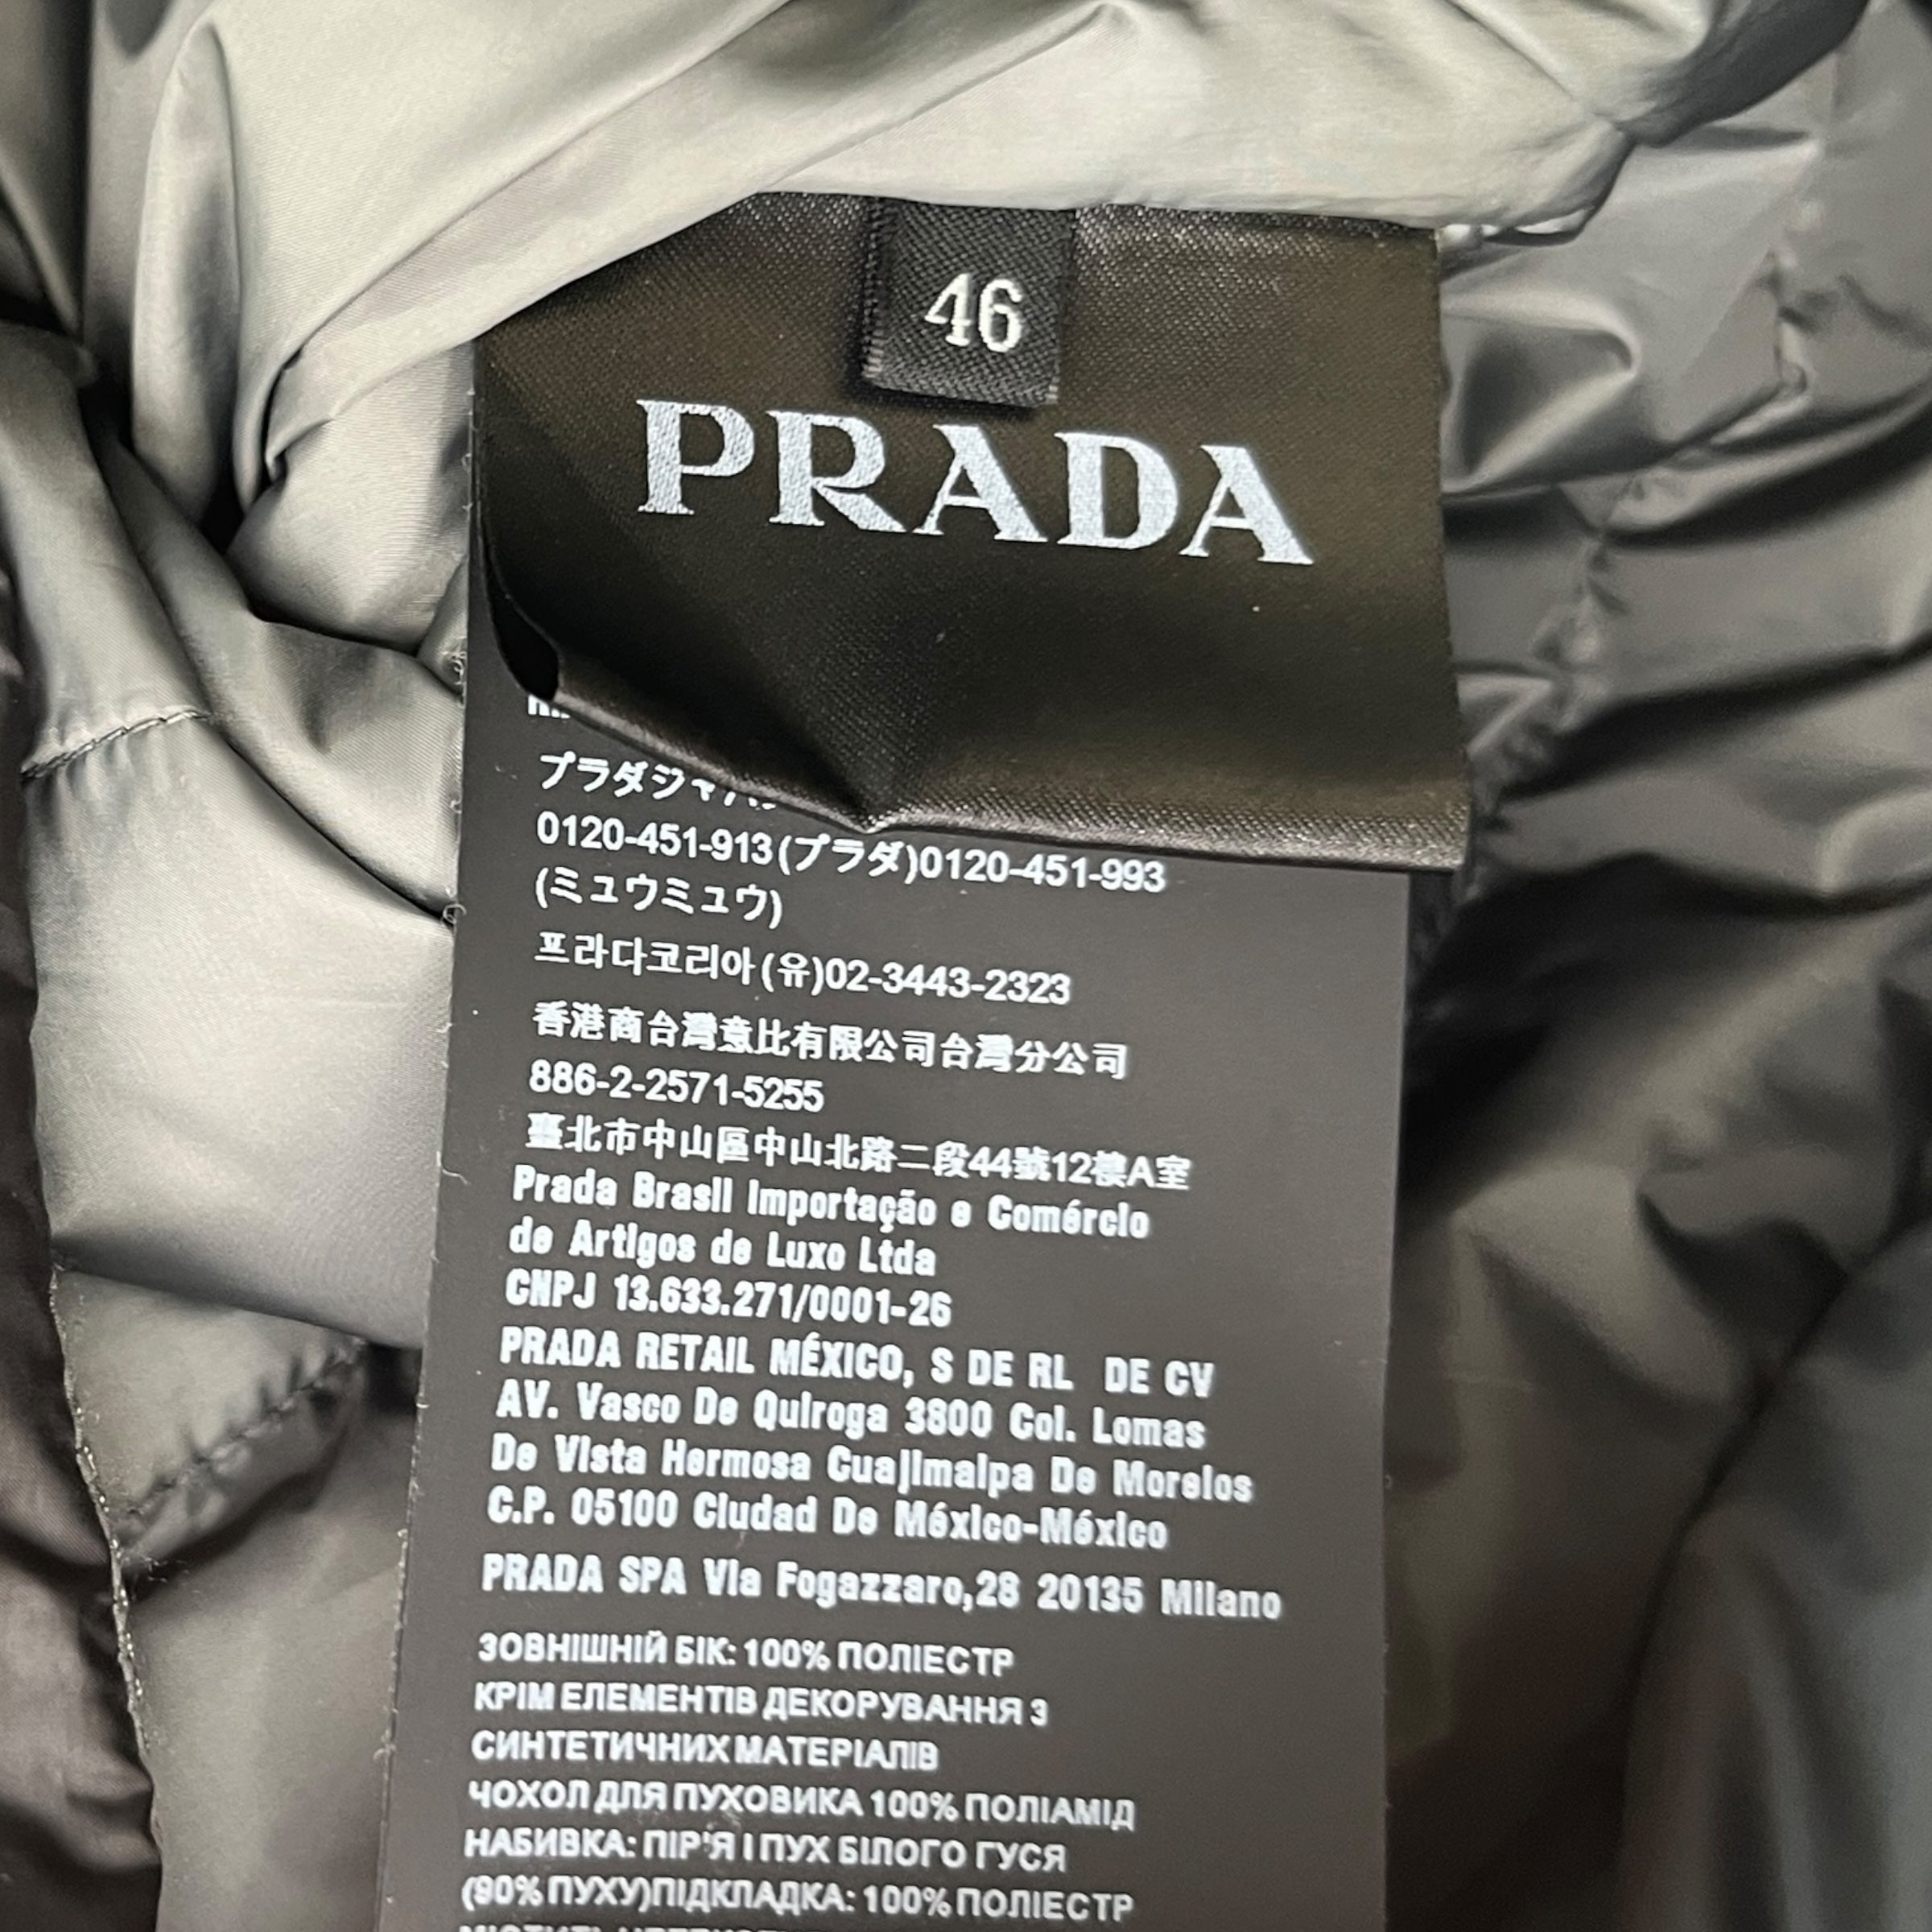 46
PRADA
プラダジャパン
0120-451-913(プラダ)0120-451-993
(ミュウミュウ)
프라다코리아(유)02-3443-2323
香港商台灣意比有限公司台灣分公司
886-2-2571-5255
臺北市中山區中山北路二段44號12樓A室
Prada Brasil Importação e Comércio
de Artigos de Luxo Ltda
CNPJ 13.633.271/0001-26
PRADA RETAIL MÉXICO, S DE RL DE CV
AV. Vasco De Quiroga 3800 Col. Lomas
De Vista Hermosa Cuajimalpa De Morelos
C.P. 05100 Ciudad De México-México
PRADA SPA Via Fogazzaro,28 20135 Milano
ЗОВНІШНІЙ БІК: 100% ПОЛІЕСТР
КРІМ ЕЛЕМЕНТІВ ДЕКОРУВАННЯ З
СИНТЕТИЧНИХ МАТЕРІАЛІВ
ЧОХОЛ ДЛЯ ПУХОВИКА 100% ПОЛІАМІД
НАБИВКА: ПІР'Я І ПУХ БІЛОГО ГУСЯ
(90% ПУХУ)ПІДКЛАДКА: 100% ПОЛІЕСТР